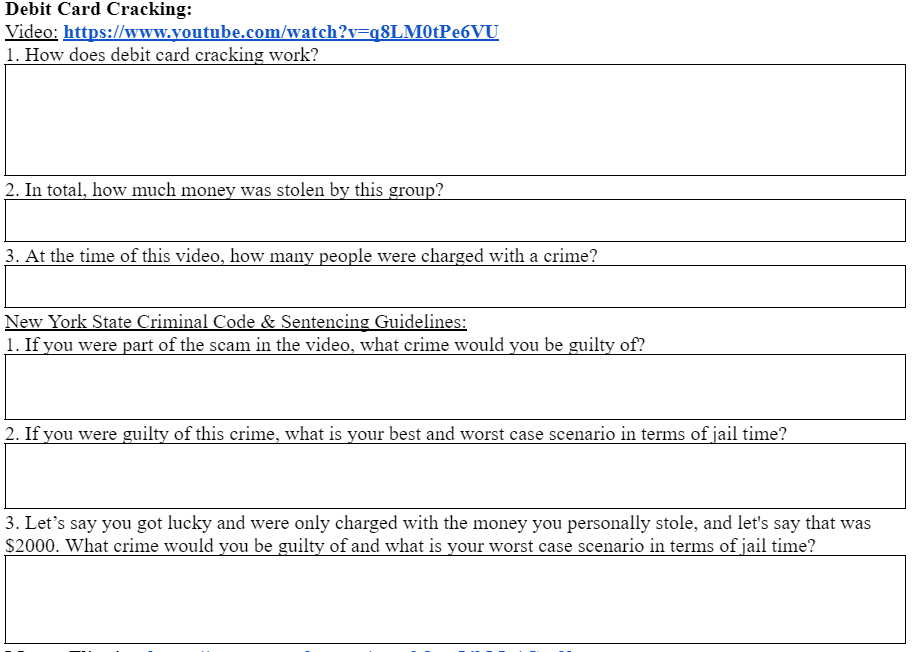 Debit Card Cracking:
Video: https://www.youtube.com/watch?v=q8LM0tPe6VU
1. How does debit card cracking work?
2. In total, how much money was stolen by this group?
3. At the time of this video, how many people were charged with a crime?
New York State Criminal Code & Sentencing Guidelines:
1. If you were part of the scam in the video, what crime would you be guilty of?
2. If you were guilty of this crime, what is your best and worst case scenario in terms of jail time?
3. Let’s say you got lucky and were only charged with the money you personally stole, and let's say that was
$2000. What crime would you be guilty of and what is your worst case scenario in terms of jail time?